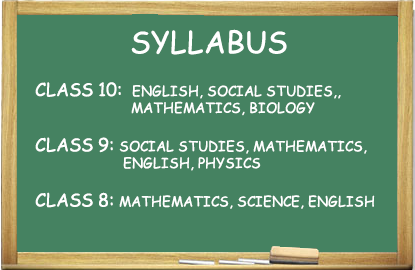 SYLLABUS
CLASS 10: ENGLISH, SOCIAL STUDIES,,
MATHEMATICS, BIOLOGY
CLASS 9: SOCIAL STUDIES, MATHEMATICS,
ENGLISH, PHYSICS
CLASS 8: MATHEMATICS, SCIENCE, ENGLISH